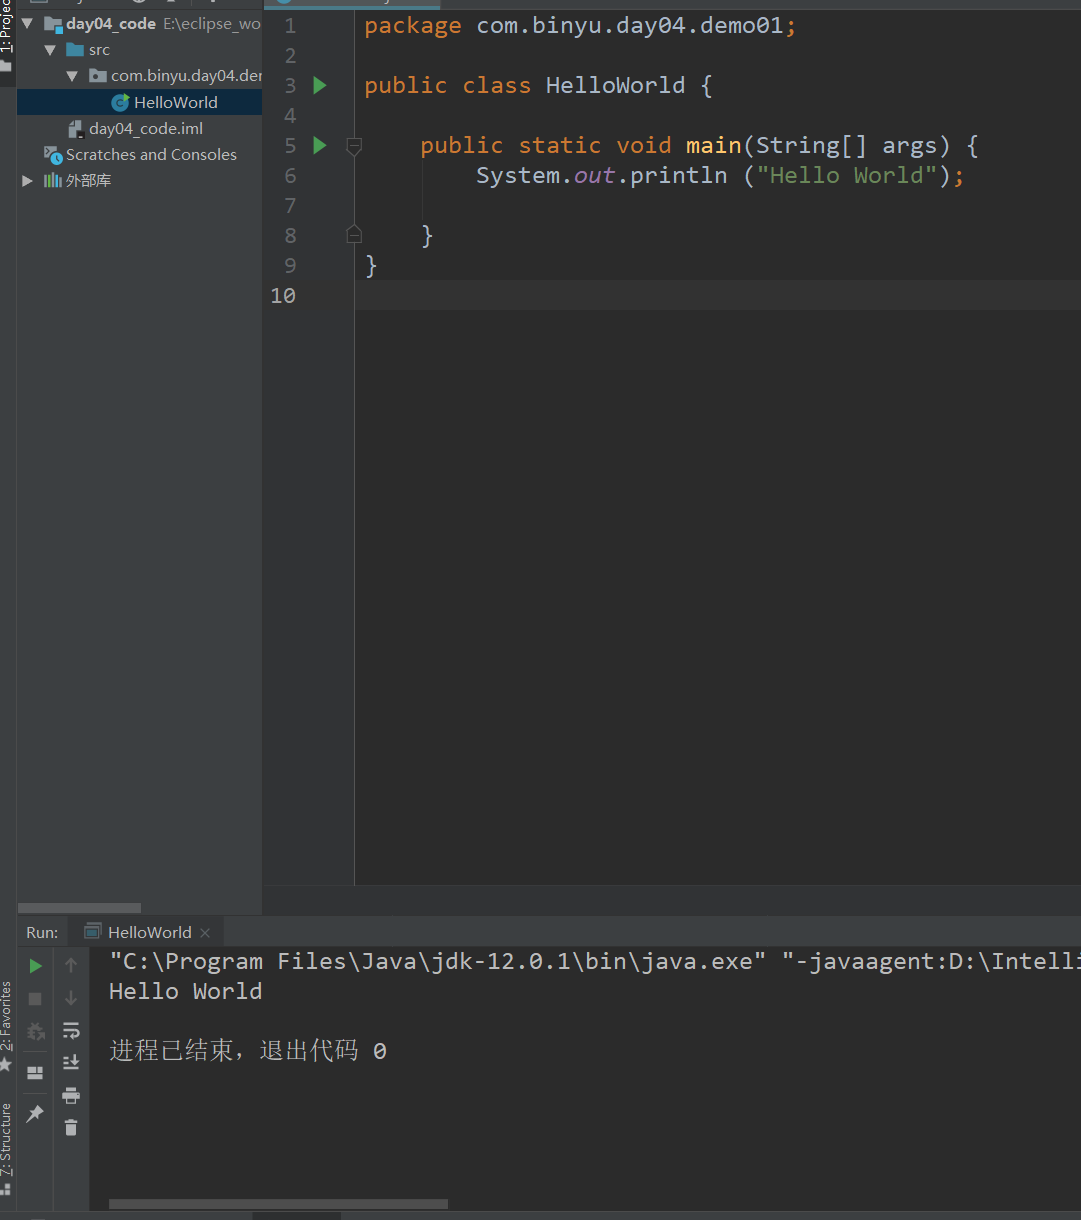 1: Project
day04_code E:\eclipse_wo
src
com.binyu.day04.der
HelloWorld
day04_code.iml
Scratches and Consoles
外部库
1 package com.binyu.day04.demo01;
2
3 public class HelloWorld {
4
5 public static void main(String[] args) {
6 System.out.println ("Hello World");
7
8 }
9 }
10
Run: HelloWorld
"C:\Program Files\Java\jdk-12.0.1\bin\java.exe" "-javaagent:D:\Intelli
Hello World
进程已结束，退出代码 0
2: Favorites
7: Structure